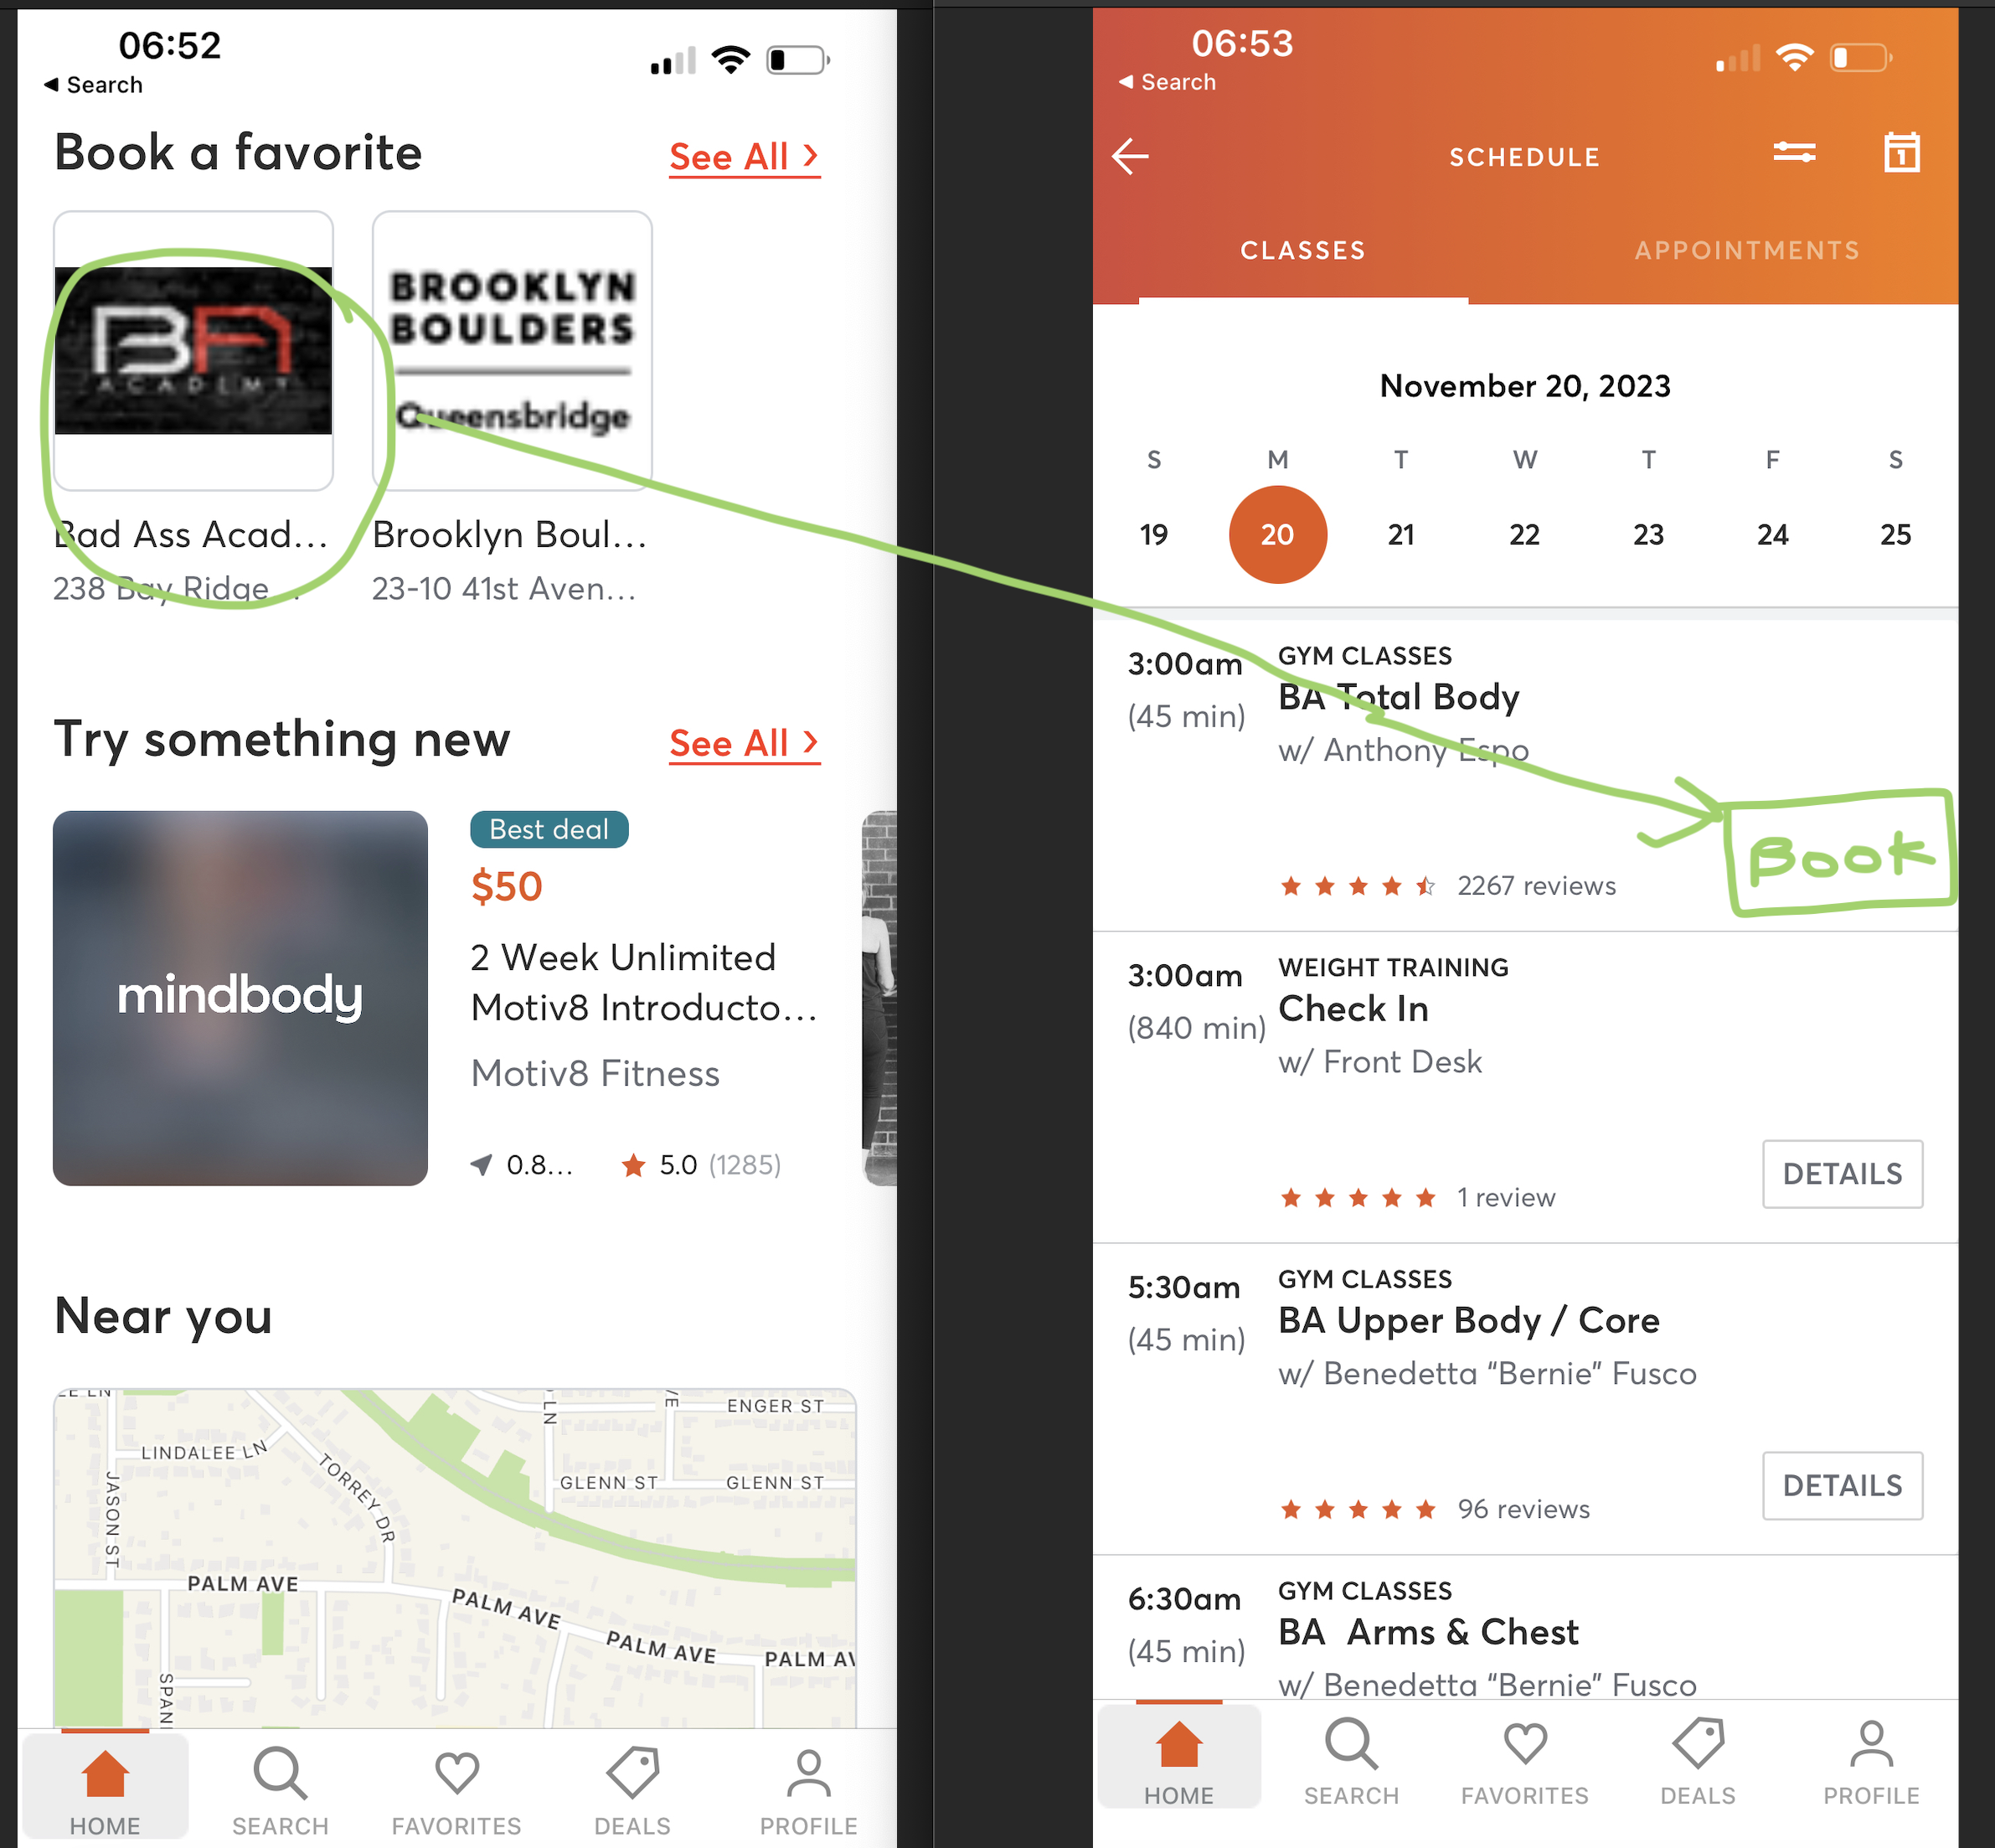 06:52
◀ Search
Book a favorite
See All >
BA
ACADEMY
BROOKLYN
BOULDERS
Queensbridge
Bad Ass Acad...
238 Bay Ridge...
Brooklyn Boul...
23-10 41st Aven...
Try something new
See All >
mindbody
Best deal
$50
2 Week Unlimited
Motiv8 Introducto...
Motiv8 Fitness
0.8...
5.0 (1285)
Near you
LINDALEE LN
JASON ST
TORREY DR
LN
ENGER ST
GLENN ST
GLENN ST
PALM AVE
PALM AVE
PALM AVE
PALM AV
SPANI
HOME
SEARCH
FAVORITES
DEALS
PROFILE
06:53
◀ Search
SCHEDULE
1
CLASSES
APPOINTMENTS
November 20, 2023
S M T W T F S
19 20 21 22 23 24 25
3:00am
(45 min)
GYM CLASSES
BA Total Body
w/ Anthony Espo
2267 reviews
Book
3:00am
(840 min)
WEIGHT TRAINING
Check In
w/ Front Desk
1 review
DETAILS
5:30am
(45 min)
GYM CLASSES
BA Upper Body / Core
w/ Benedetta “Bernie” Fusco
96 reviews
DETAILS
6:30am
(45 min)
GYM CLASSES
BA  Arms & Chest
w/ Benedetta “Bernie” Fusco
HOME
SEARCH
FAVORITES
DEALS
PROFILE